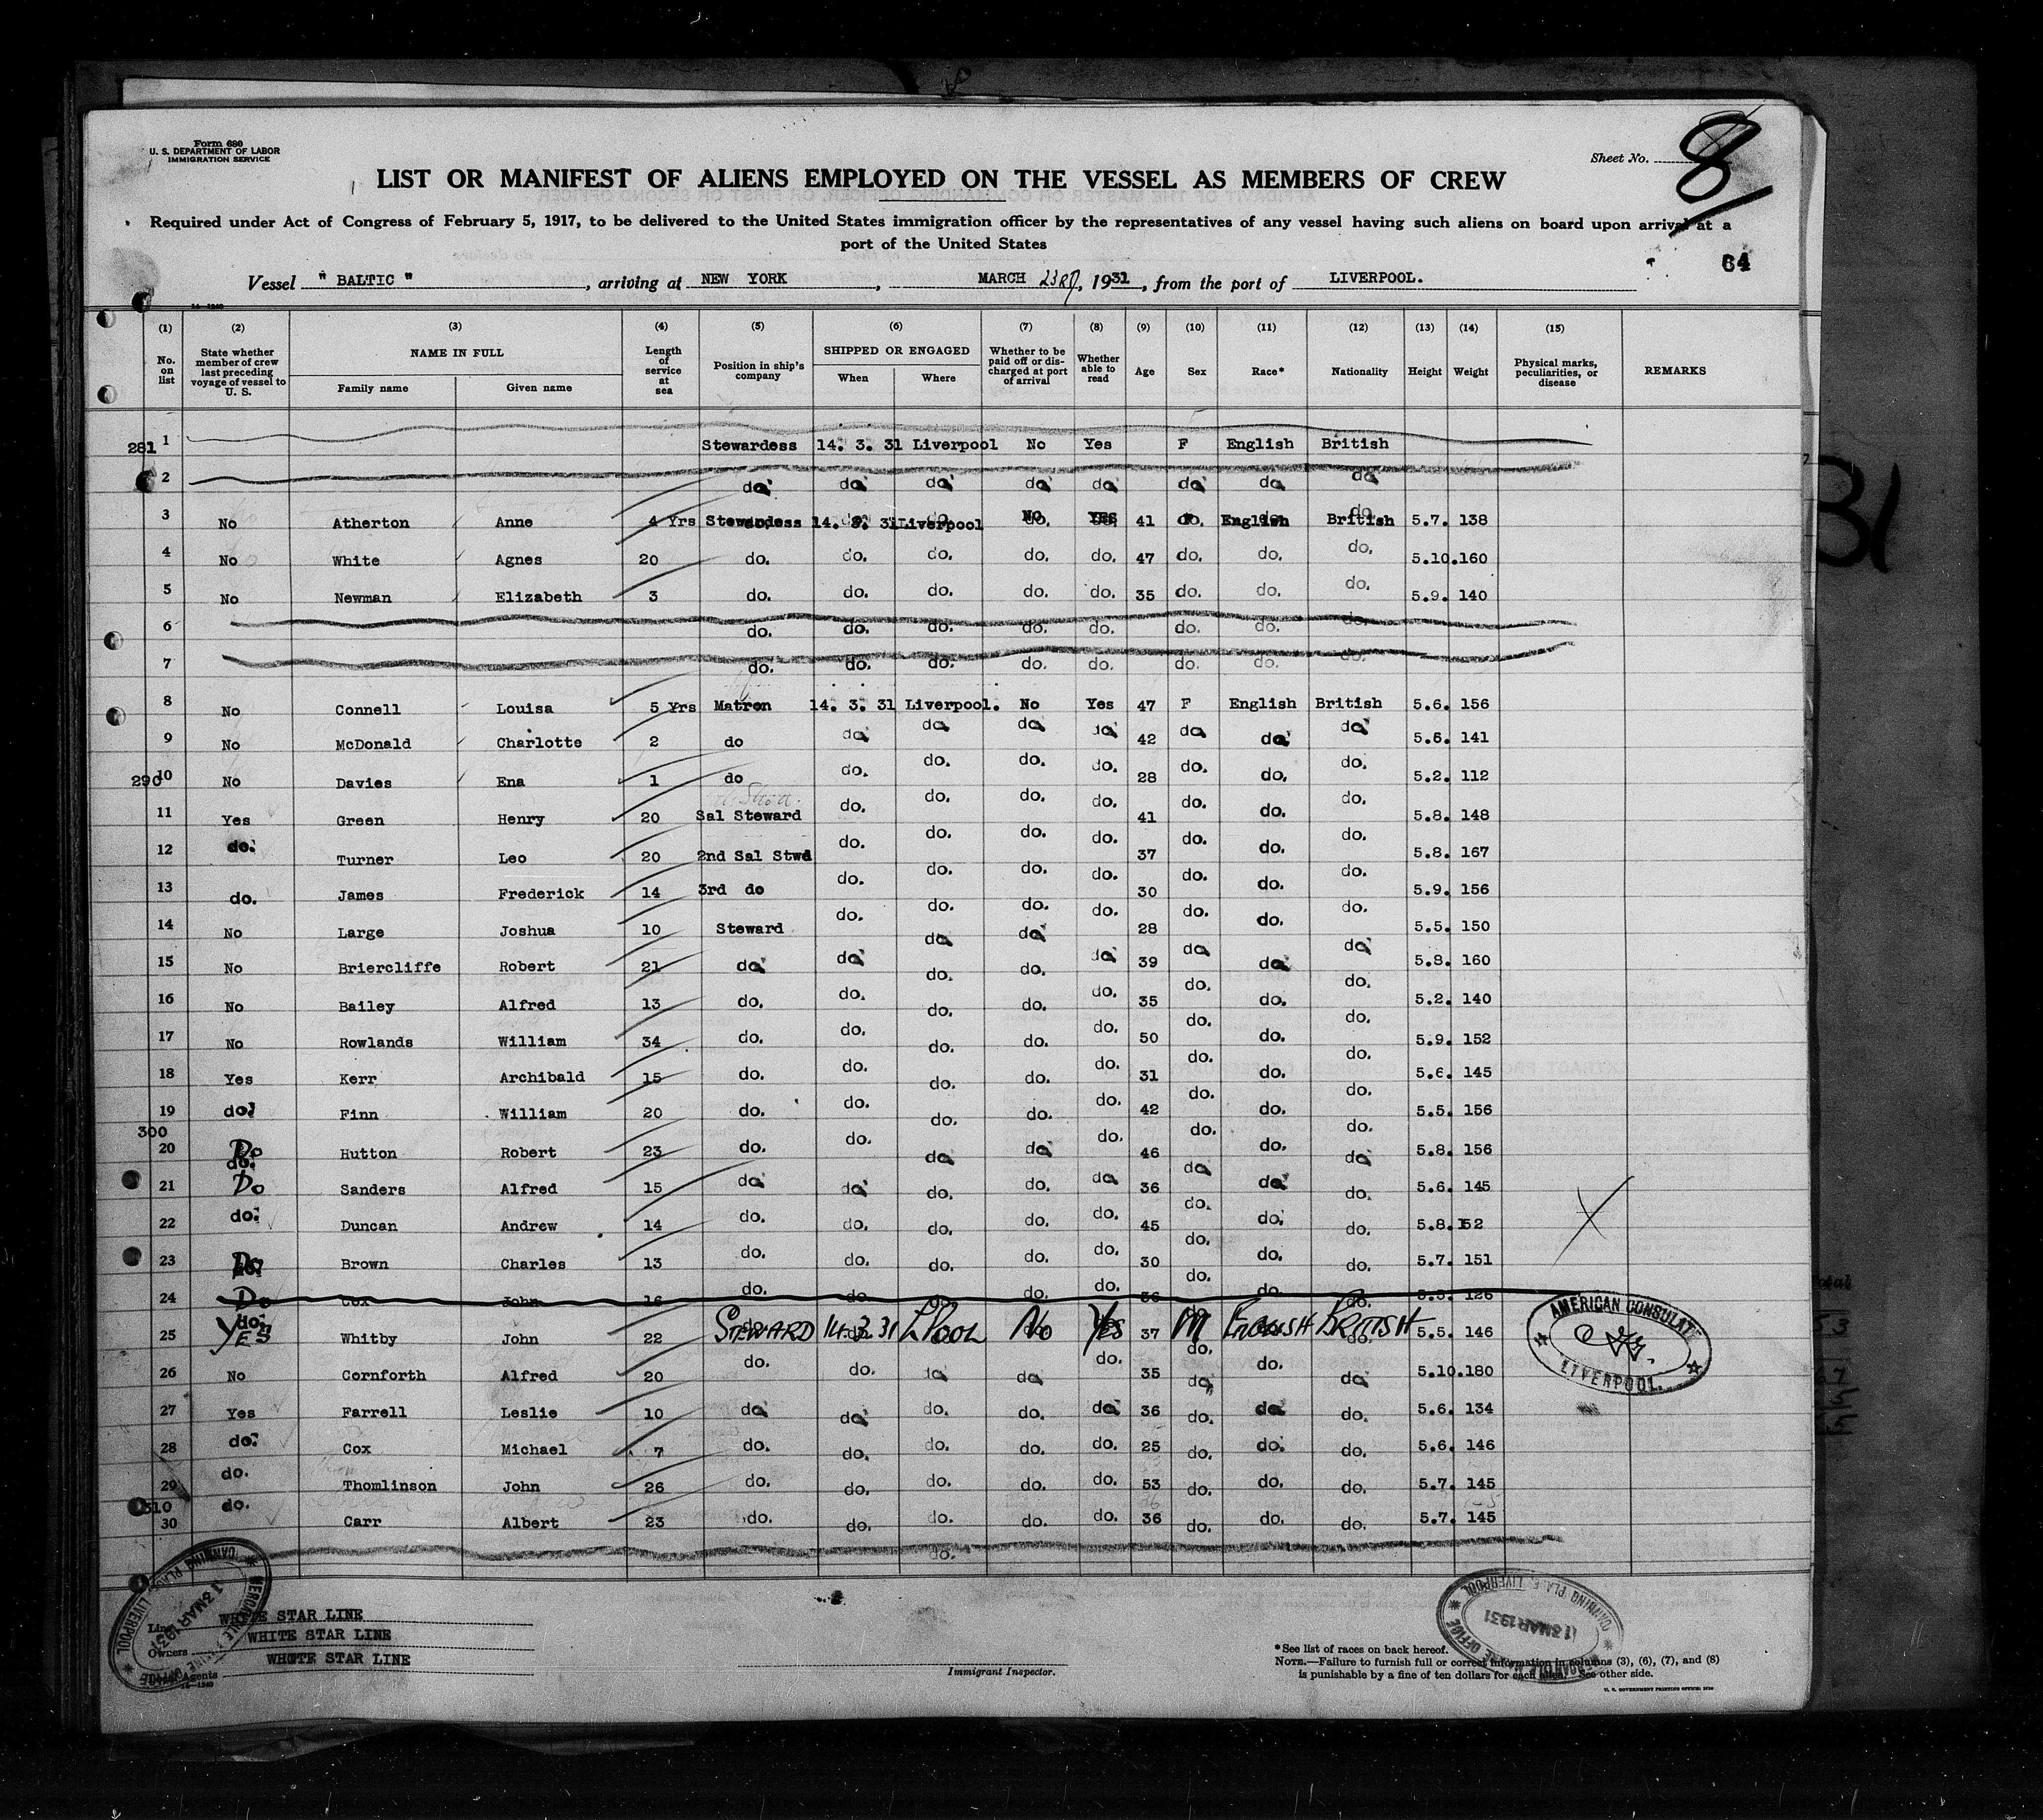 Form 680
U. S. DEPARTMENT OF LABOR
IMMIGRATION SERVICE
Sheet No. 8
LIST OR MANIFEST OF ALIENS EMPLOYED ON THE VESSEL AS MEMBERS OF CREW
Required under Act of Congress of February 5, 1917, to be delivered to the United States immigration officer by the representatives of any vessel having such aliens on board upon arrival at a
port of the United States
64
Vessel "BALTIC", arriving at NEW YORK, MARCH 23RD, 1931, from the port of LIVERPOOL.
14—1240
(1) (2) (3) (4) (5) (6) (7) (8) (9) (10) (11) (12) (13) (14) (15)
No. on list State whether member of crew last preceding voyage of vessel to U. S. NAME IN FULL Family name Given name Length of service at sea Position in ship's company SHIPPED OR ENGAGED When Where Whether to be paid off or discharged at port of arrival Whether able to read Age Sex Race* Nationality Height Weight Physical marks, peculiarities, or disease REMARKS
281 1 Stewardess 14. 3. 31 Liverpool No Yes F English British
2 do do do do do do do do
3 No Atherton Anne 4 Yrs Stewardess 14. 3. 31 Liverpool No YES 41 F English British 5.7. 138
4 No White Agnes 20 do. do. do. do. do. 47 do. do. do. 5.10. 160
5 No Newman Elizabeth 3 do. do. do. do. do. 35 do. do. do. 5.9. 140
6 do. do. do. do. do. do. do. do.
7 do. do. do. do. do. do. do. do.
8 No Connell Louisa 5 Yrs Matron 14. 3. 31 Liverpool. No Yes 47 F English British 5.6. 156
9 No McDonald Charlotte 2 do do do do do 42 do do do 5.6. 141
290 10 No Davies Ena 1 do do. do. do. do. 28 do. do. do. 5.2. 112
11 Yes Green Henry 20 Sal Steward do. do. do. do. 41 do. do. do. 5.8. 148
12 do. Turner Leo 20 2nd Sal Stwd do. do. do. do. 37 do. do. do. 5.8. 167
13 do. James Frederick 14 3rd do do. do. do. do. 30 do. do. do. 5.9. 156
14 No Large Joshua 10 Steward do. do. do. do. 28 do. do. do. 5.5. 150
15 No Briercliffe Robert 21 do do do do do 39 do do do 5.8. 160
16 No Bailey Alfred 13 do. do. do. do. do. 35 do. do. do. 5.2. 140
17 No Rowlands William 34 do. do. do. do. do. 50 do. do. do. 5.9. 152
18 Yes Kerr Archibald 15 do. do. do. do. do. 31 do. do. do. 5.6. 145
19 do. Finn William 20 do. do. do. do. do. 42 do. do. do. 5.5. 156
300 20 Do do. Hutton Robert 23 do. do. do do do. 46 do. do. do 5.8. 156
21 Do Sanders Alfred 15 do do do. do. do 36 do do do. 5.6. 145
22 do. Duncan Andrew 14 do. do. do. do. do. 45 do. do. do. 5.8. 152
23 Do Brown Charles 13 do. do. do. do. do. 30 do. do. do. 5.7. 151
24 Do Cox John 16 do. do. do. do. do. 36 do. do. do. 5.5. 126
25 do. YES Whitby John 22 STEWARD 14.3.31 L'POOL No Yes 37 M ENGLISH BRITISH 5.5. 146
26 No Cornforth Alfred 20 do. do. do do do. 35 do. do. do 5.10. 180
27 Yes Farrell Leslie 10 do do do. do. do 36 do. do do. 5.6. 134
28 do. Cox Michael 7 do. do. do. do. do. 25 do. do. do. 5.6. 146
29 do. Thomlinson John 26 do. do. do. do. do. 53 do. do. do. 5.7. 145
310 30 do. Carr Albert 23 do. do. do. do. do. 36 do. do. do. 5.7. 145
do.
AMERICAN CONSULATE
LIVERPOOL.
Line WHITE STAR LINE
Owners WHITE STAR LINE
Agents WHITE STAR LINE
14—1240
MERCANTILE MARINE OFFICE CANNING PLACE LIVERPOOL
13 MAR 1931
Immigrant Inspector.
MERCANTILE MARINE OFFICE CANNING PLACE LIVERPOOL
13 MAR 1931
*See list of races on back hereof.
NOTE.—Failure to furnish full or correct information in columns (3), (6), (7), and (8)
is punishable by a fine of ten dollars for each alien. See other side.
U. S. GOVERNMENT PRINTING OFFICE:
31